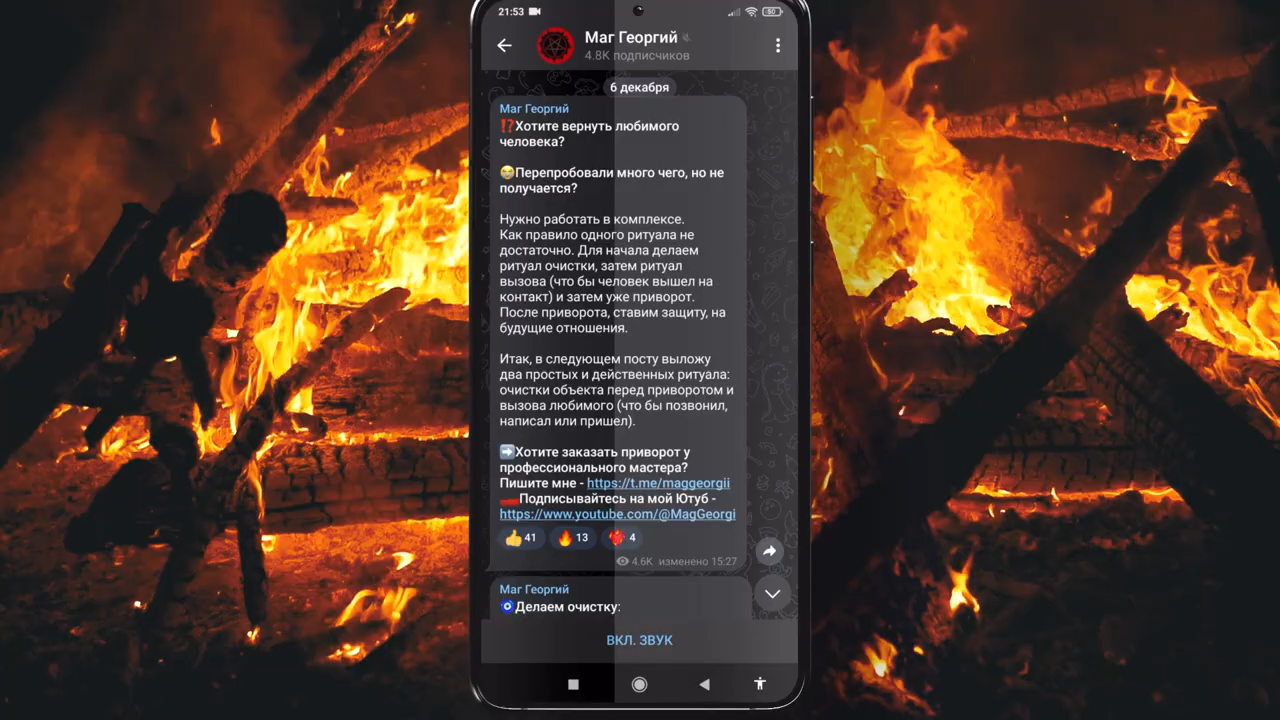 21:53
50
Маг Георгий
4.8K подписчиков
6 декабря
Маг Георгий
⁉️Хотите вернуть любимого
человека?
😭Перепробовали много чего, но не
получается?
Нужно работать в комплексе.
Как правило одного ритуала не
достаточно. Для начала делаем
ритуал очистки, затем ритуал
вызова (что бы человек вышел на
контакт) и затем уже приворот.
После приворота, ставим защиту, на
будущие отношения.
Итак, в следующем посту выложу
два простых и действенных ритуала:
очистки объекта перед приворотом и
вызова любимого (что бы позвонил,
написал или пришел).
➡️Хотите заказать приворот у
профессионального мастера?
Пишите мне - https://t.me/maggeorgii
Подписывайтесь на мой Ютуб -
https://www.youtube.com/@MagGeorgi
👍41 🔥13 4
4.6K изменено 15:27
Маг Георгий
🧿Делаем очистку:
ВКЛ. ЗВУК